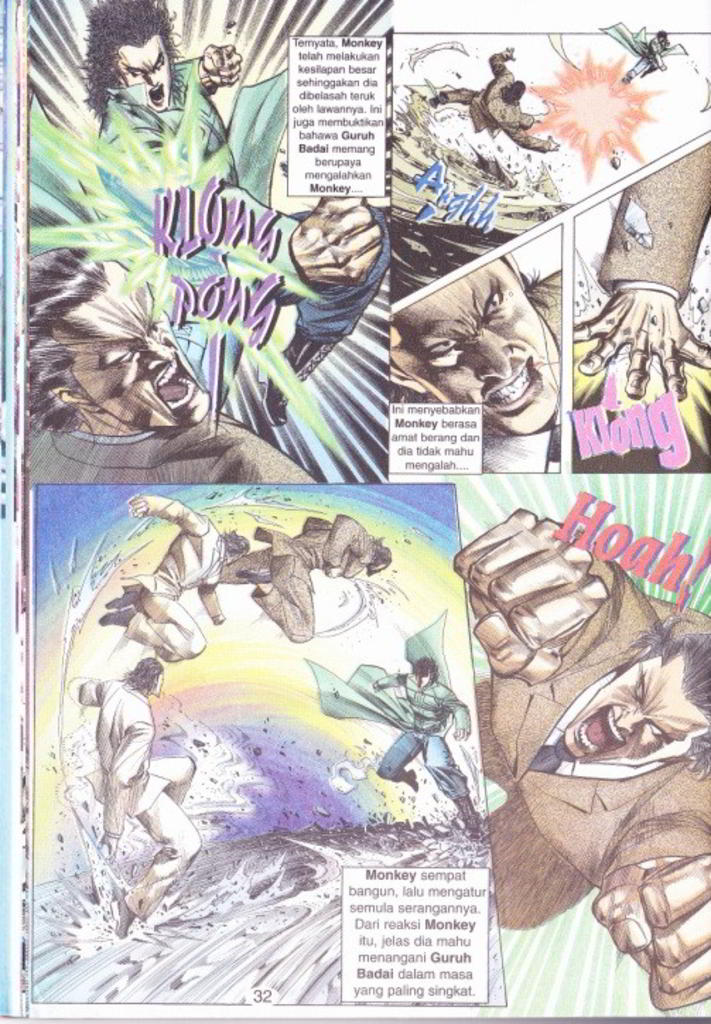 Ternyata, Monkey
telah melakukan
kesilapan besar
sehinggakan dia
dibelasah teruk
oleh lawannya. Ini
juga membuktikan
bahawa Guruh
Badai memang
berupaya
mengalahkan
Monkey....
KLONG
PONG
Arghh
Ini menyebabkan
Monkey berasa
amat berang dan
dia tidak mahu
mengalah....
Klong
Hoah!
Monkey sempat
bangun, lalu mengatur
semula serangannya.
Dari reaksi Monkey
itu, jelas dia mahu
menangani Guruh
Badai dalam masa
yang paling singkat.
32